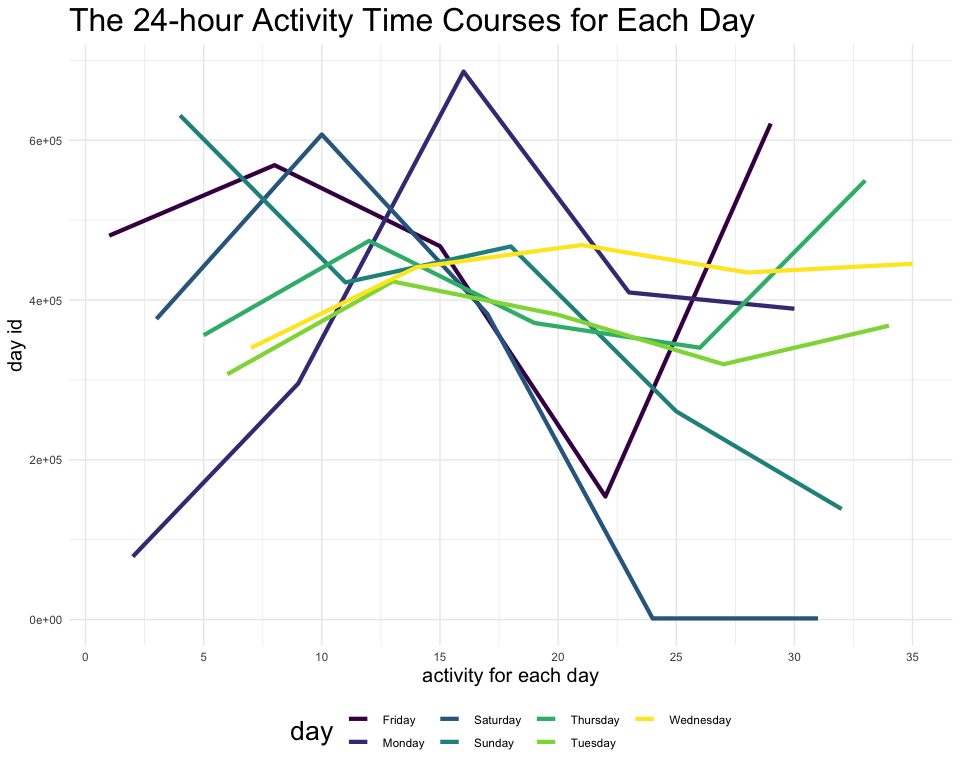 The 24-hour Activity Time Courses for Each Day
day id
6e+05
4e+05
2e+05
0e+00
0 5 10 15 20 25 30 35
activity for each day
day
Friday Saturday Thursday Wednesday
Monday Sunday Tuesday